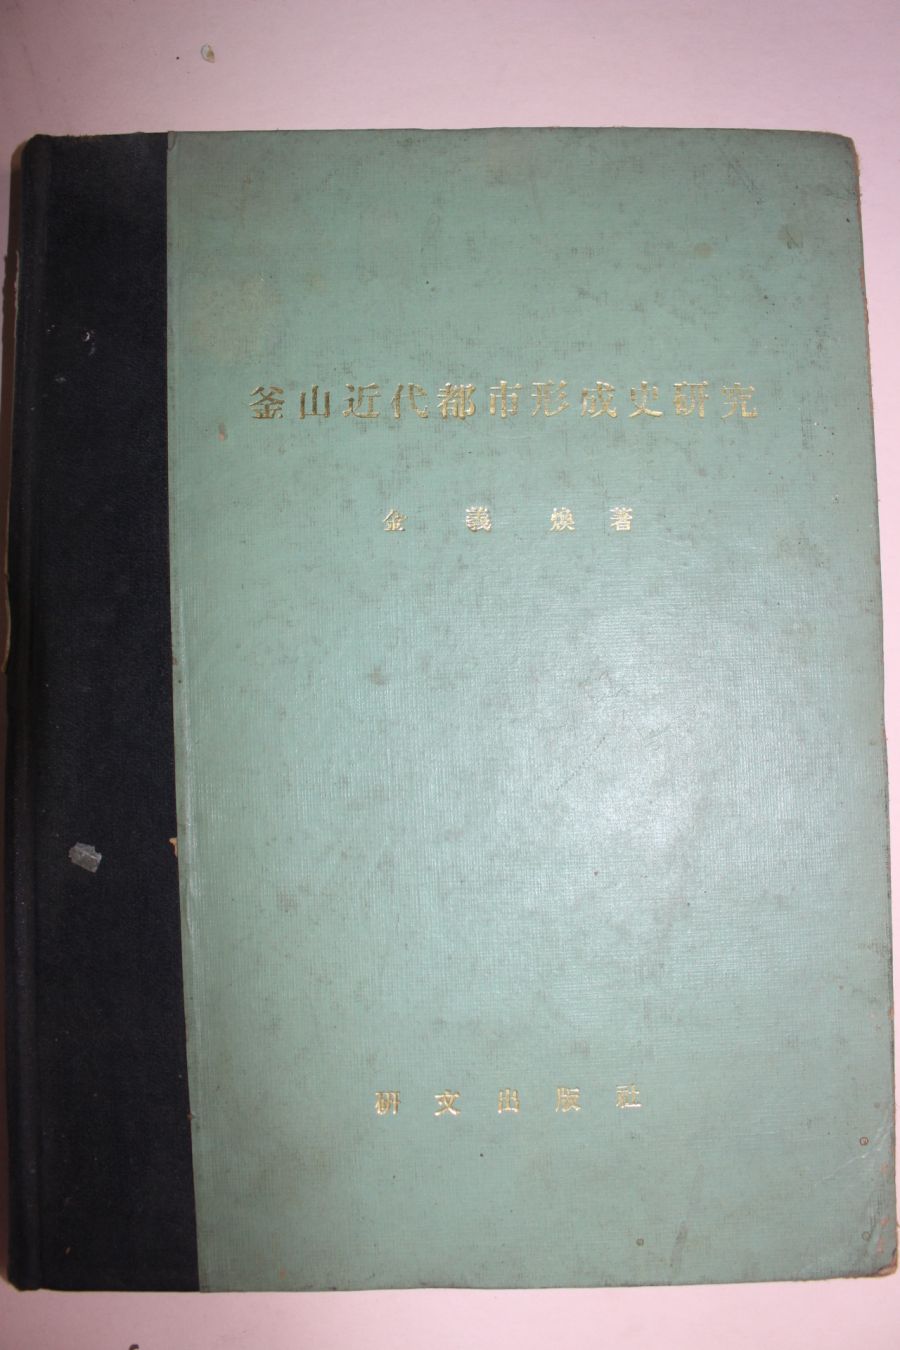 釜山近代都市形成史研究
金 義 煥 著
研文出版社